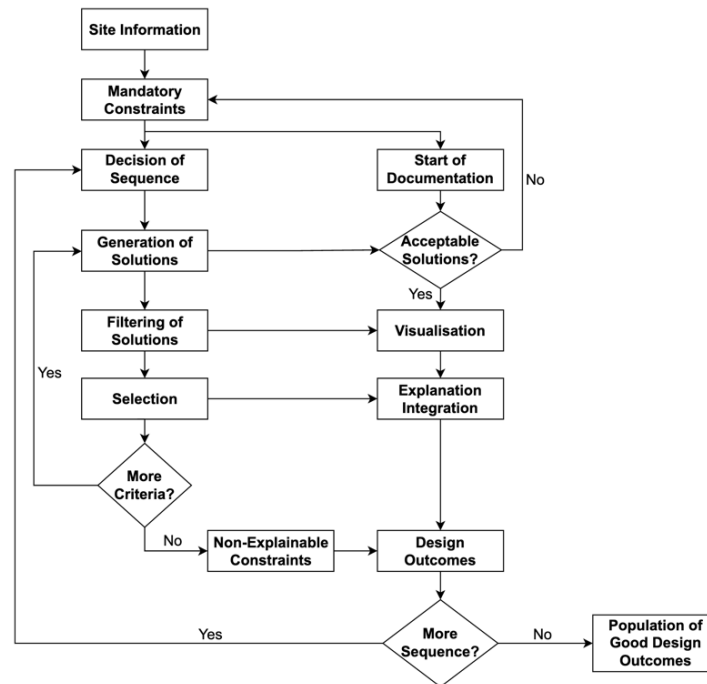 Site Information
Mandatory
Constraints
Decision of
Sequence
Start of
Documentation
No
Generation of
Solutions
Acceptable
Solutions?
Yes
Filtering of
Solutions
Visualisation
Yes
Selection
Explanation
Integration
More
Criteria?
No
Non-Explainable
Constraints
Design
Outcomes
Yes
More
Sequence?
No
Population of
Good Design
Outcomes